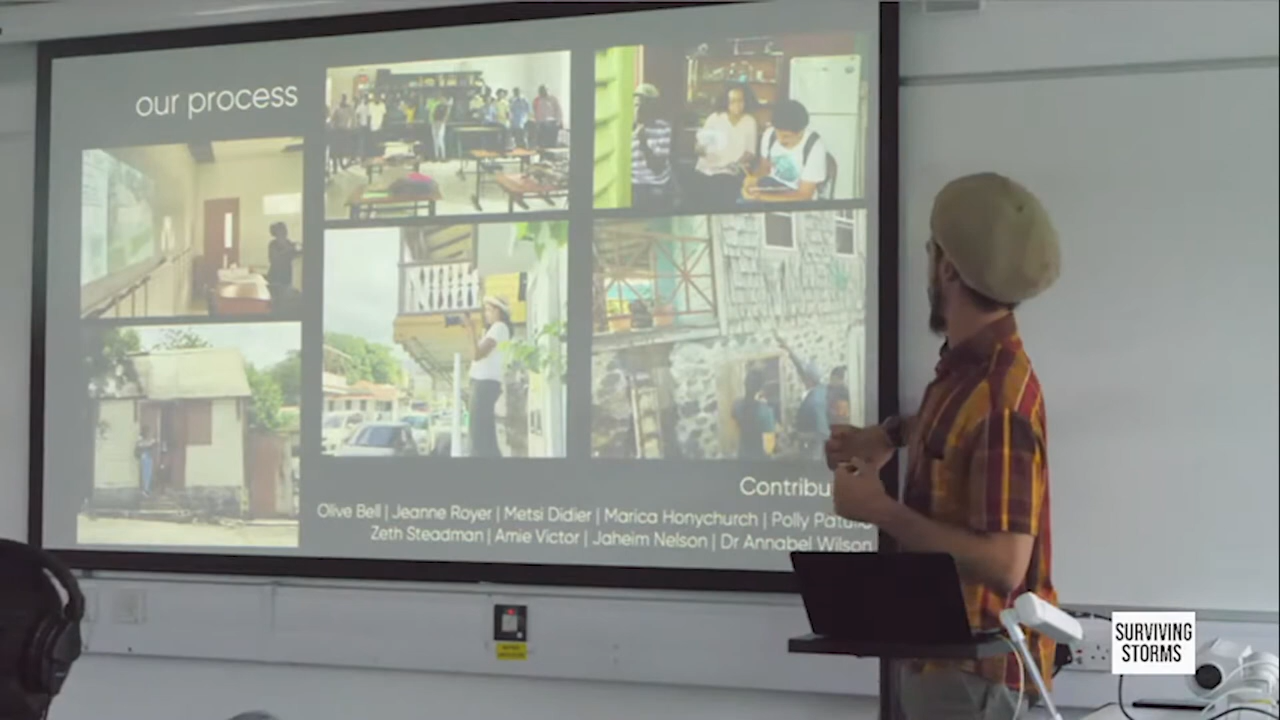 our process
Contribu
Olive Bell | Jeanne Royer | Metsi Didier | Marica Honychurch | Polly
Zeth Steadman | Amie Victor | Jaheim Nelson | Dr Annabel Wilson
SURVIVING
STORMS